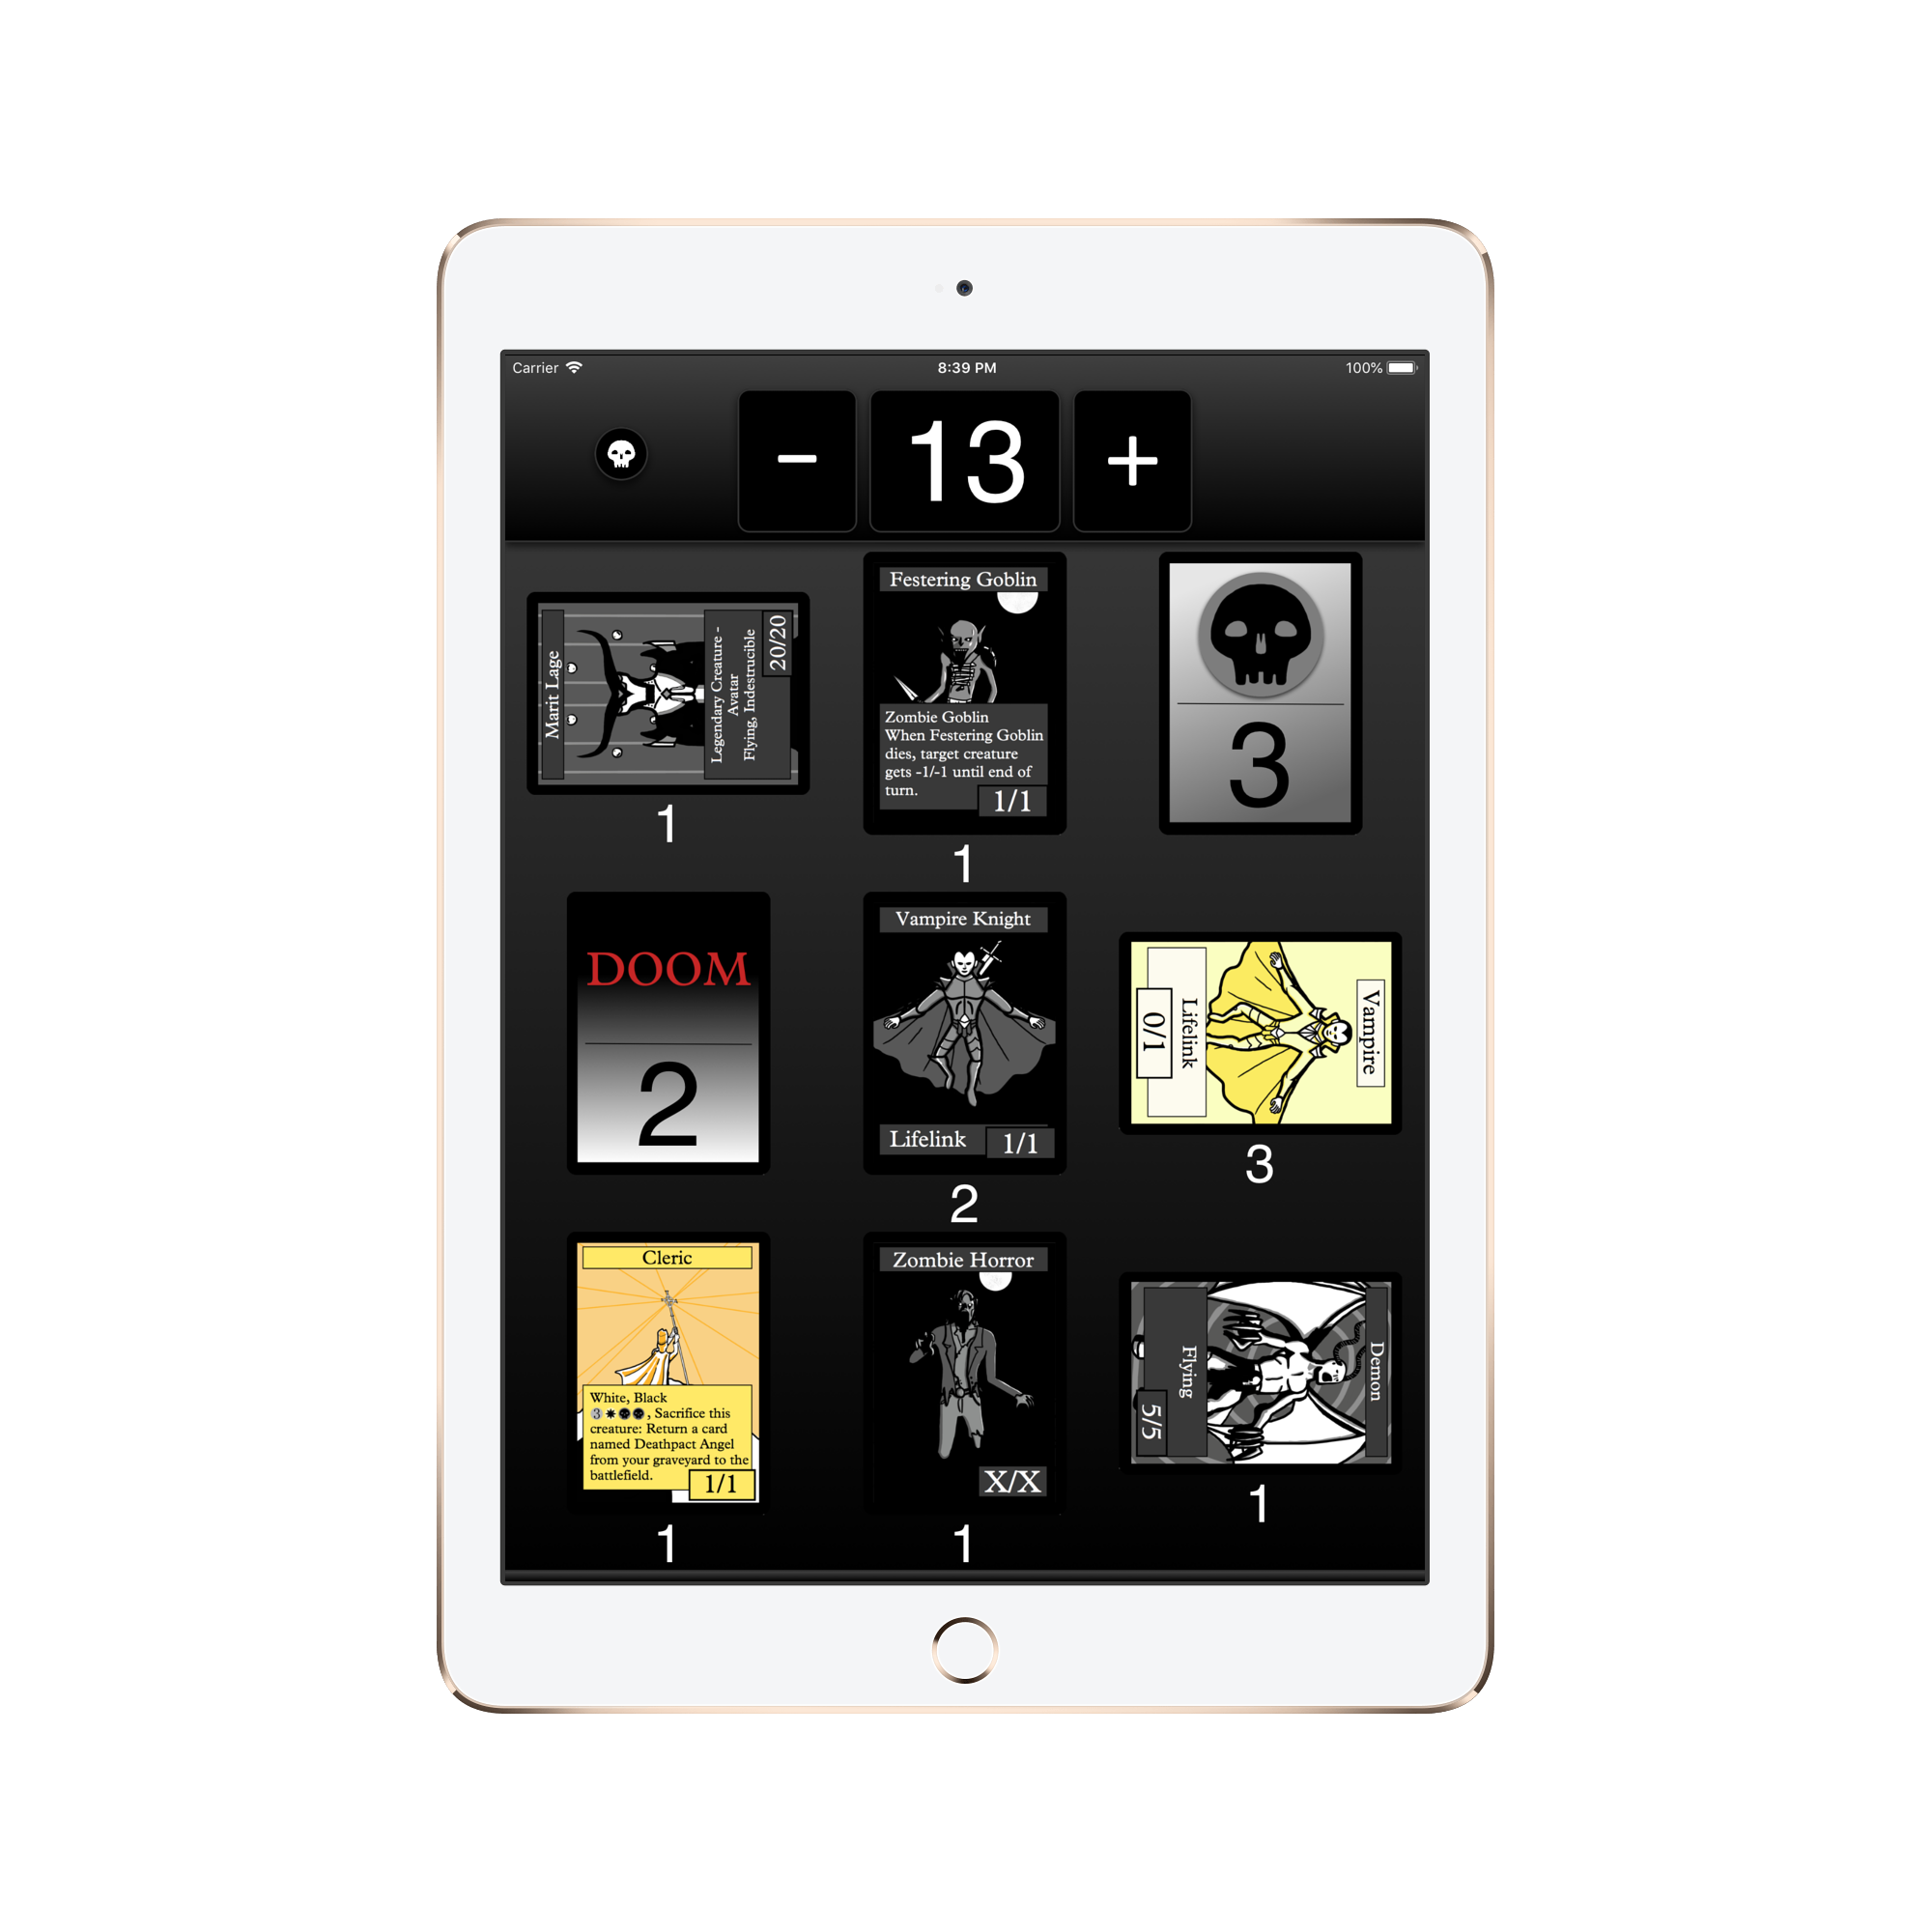 Carrier
8:39 PM
100%
−
13
+
Marit Lage
Legendary Creature -
Avatar
Flying, Indestrucible
20/20
1
Festering Goblin
Zombie Goblin
When Festering Goblin
dies, target creature
gets -1/-1 until end of
turn.
1/1
1
3
DOOM
2
Vampire Knight
Lifelink
1/1
2
Vampire
Lifelink
0/1
3
Cleric
White, Black
3 , Sacrifice this
creature: Return a card
named Deathpact Angel
from your graveyard to the
battlefield.
1/1
1
Zombie Horror
X/X
1
Demon
Flying
5/5
1